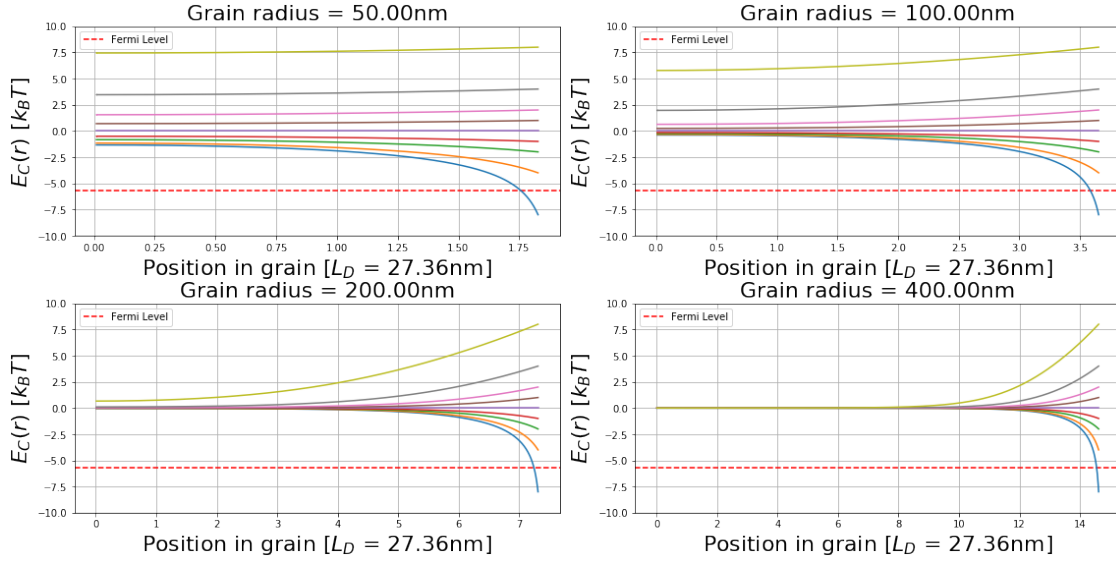 Grain radius = 50.00nm
Fermi Level
E_C(r) [k_BT]
10.0
7.5
5.0
2.5
0.0
−2.5
−5.0
−7.5
−10.0
0.00 0.25 0.50 0.75 1.00 1.25 1.50 1.75
Position in grain [L_D = 27.36nm]
Grain radius = 100.00nm
Fermi Level
E_C(r) [k_BT]
10.0
7.5
5.0
2.5
0.0
−2.5
−5.0
−7.5
−10.0
0.0 0.5 1.0 1.5 2.0 2.5 3.0 3.5
Position in grain [L_D = 27.36nm]
Grain radius = 200.00nm
Fermi Level
E_C(r) [k_BT]
10.0
7.5
5.0
2.5
0.0
−2.5
−5.0
−7.5
−10.0
0 1 2 3 4 5 6 7
Position in grain [L_D = 27.36nm]
Grain radius = 400.00nm
Fermi Level
E_C(r) [k_BT]
10.0
7.5
5.0
2.5
0.0
−2.5
−5.0
−7.5
−10.0
0 2 4 6 8 10 12 14
Position in grain [L_D = 27.36nm]